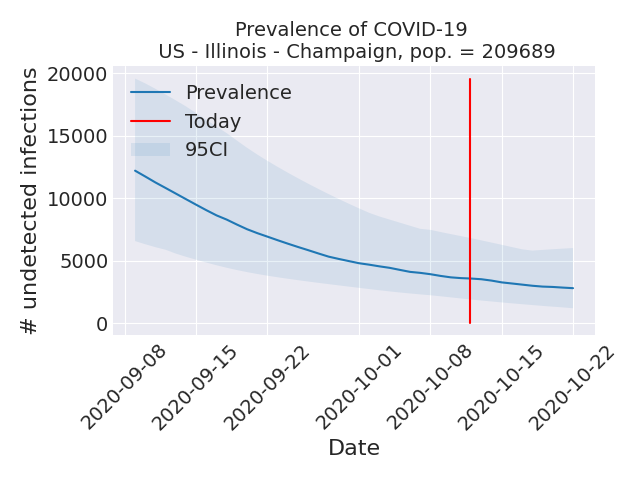 Prevalence of COVID-19
US - Illinois - Champaign, pop. = 209689
# undetected infections
20000
15000
10000
5000
0
Prevalence
Today
95CI
2020-09-08
2020-09-15
2020-09-22
2020-10-01
2020-10-08
2020-10-15
2020-10-22
Date